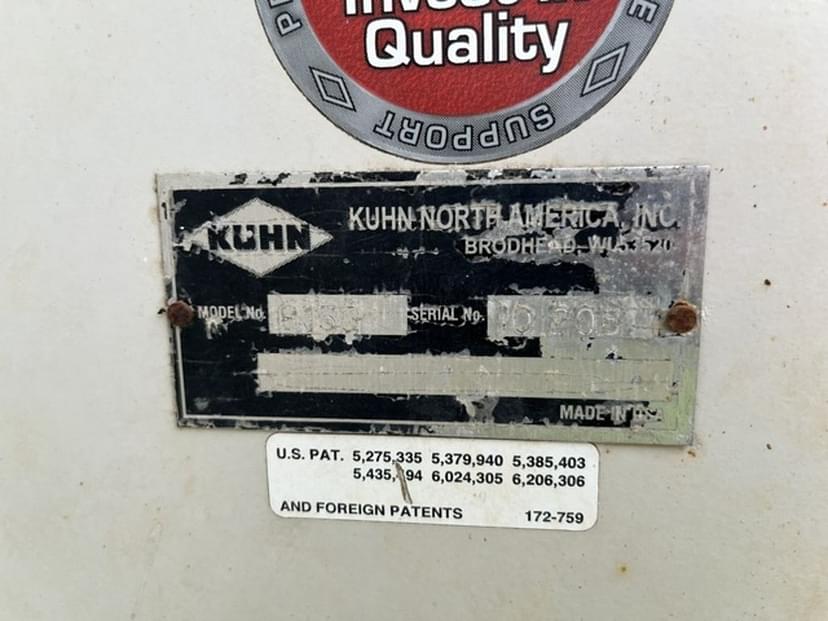 Invest in
Quality
SUPPORT
KUHN
KUHN NORTH AMERICA, INC.
BRODHEAD, WI 53520
MODEL No.
SERIAL No.
MADE IN USA
U.S. PAT. 5,275,335 5,379,940 5,385,403
6,024,305 6,206,306
AND FOREIGN PATENTS 172-759